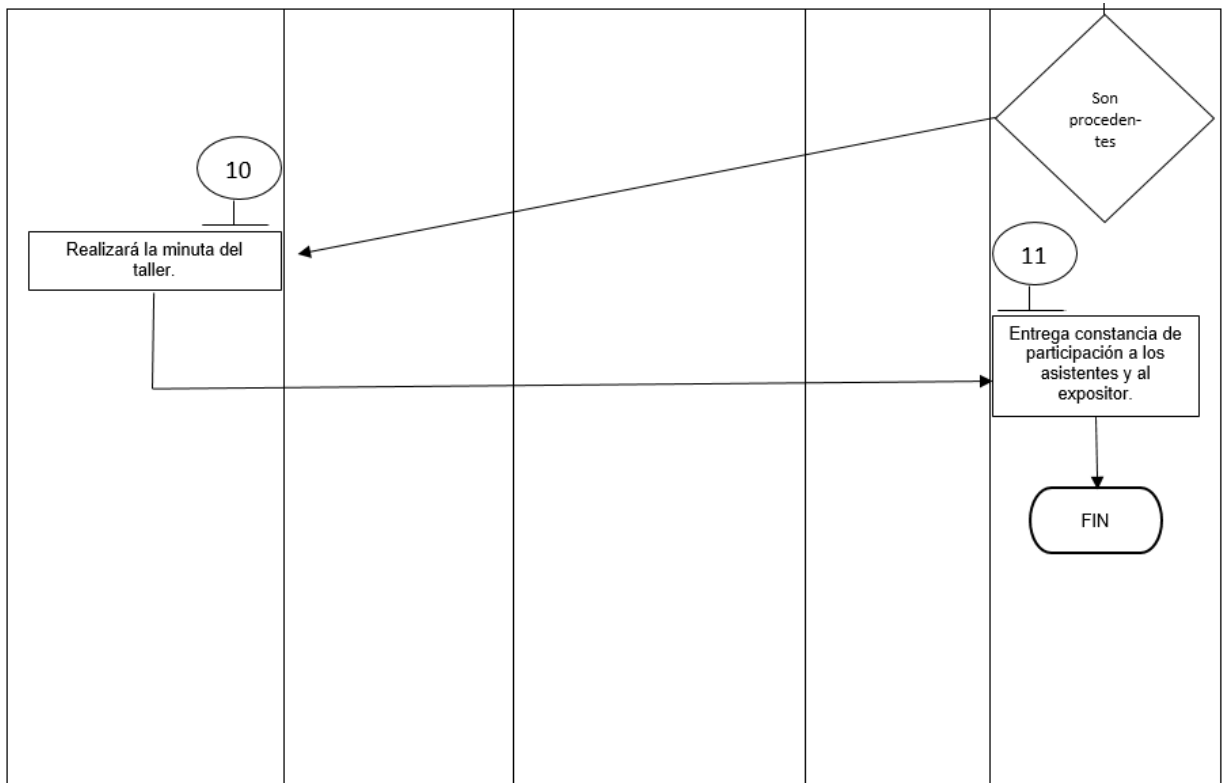 Son
proceden-
tes
10
Realizará la minuta del
taller.
11
Entrega constancia de
participación a los
asistentes y al
expositor.
FIN